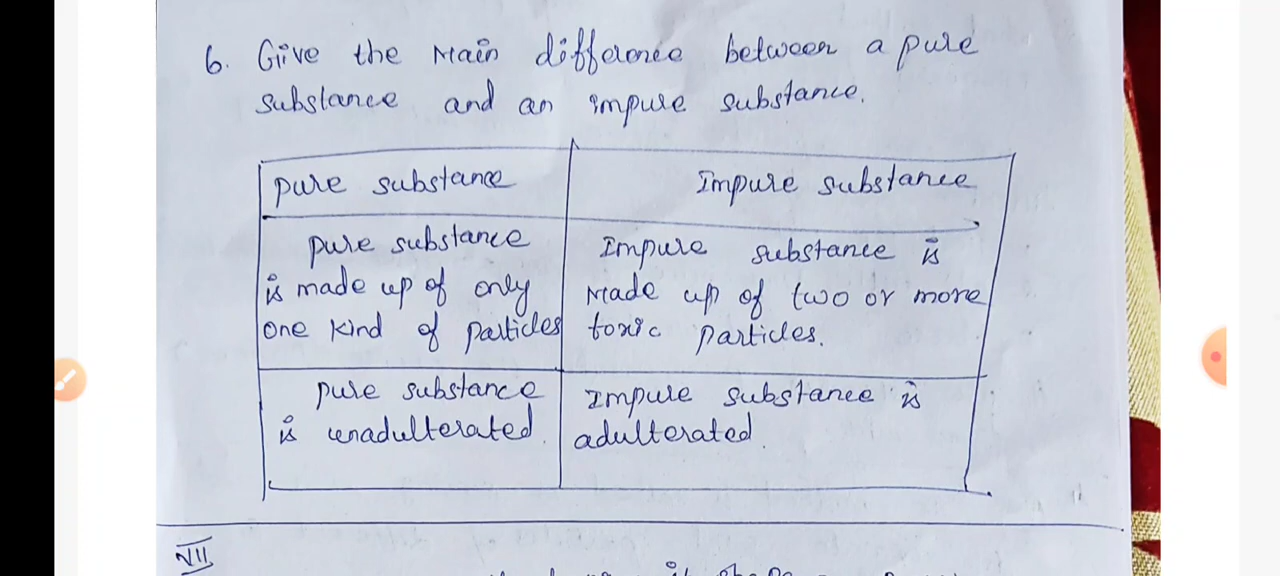 6. Give the Main difference between a pure
substance and an impure substance.
pure substance
Impure substance
pure substance
is made up of only
one kind of particles
Impure substance is
Made up of two or more
toxic particles.
pure substance
is unadulterated.
Impure substance is
adulterated.
VII